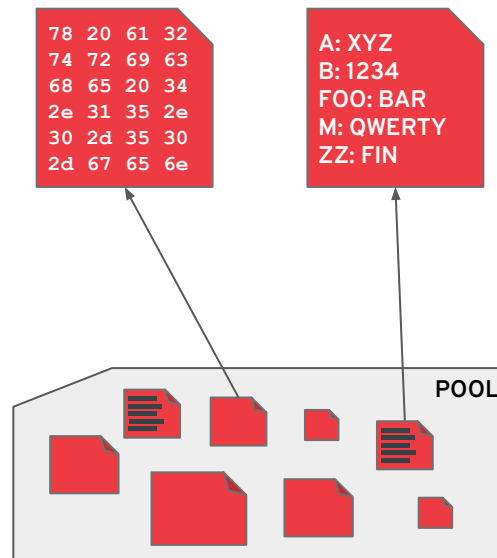 78 20 61 32
74 72 69 63
68 65 20 34
2e 31 35 2e
30 2d 35 30
2d 67 65 6e
A: XYZ
B: 1234
FOO: BAR
M: QWERTY
ZZ: FIN
POOL